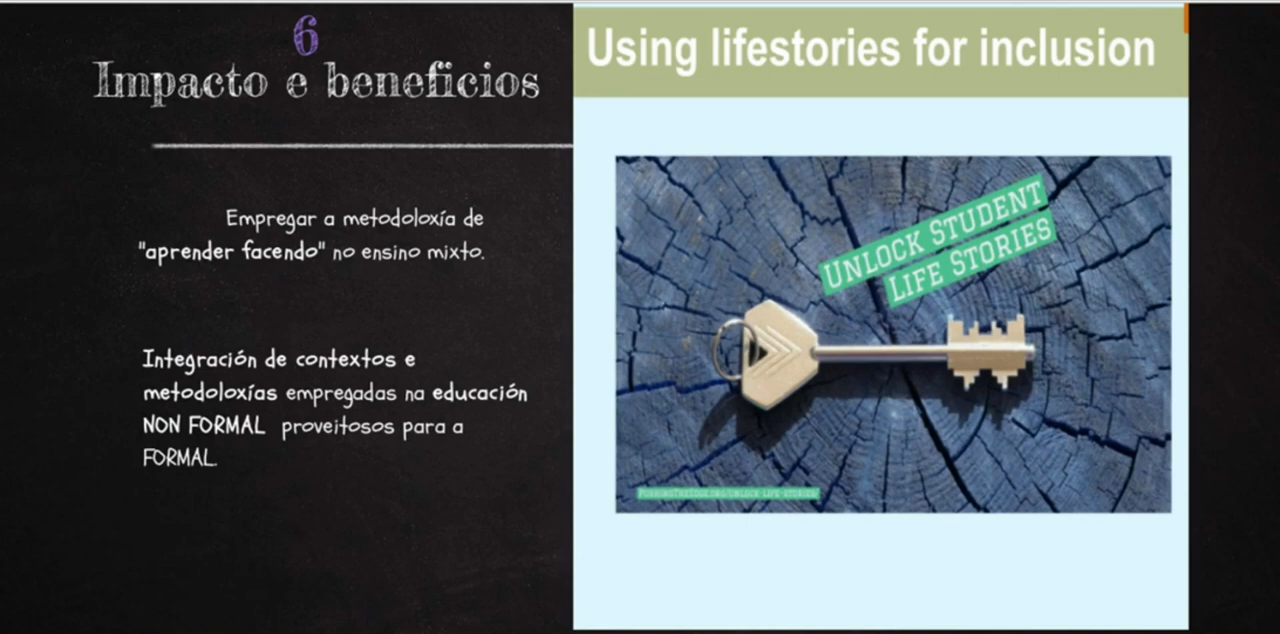 6
Impacto e beneficios
Empregar a metodoloxía de
"aprender facendo" no ensino mixto.
Integración de contextos e
metodoloxías empregadas na educación
NON FORMAL proveitosos para a
FORMAL.
Using lifestories for inclusion
UNLOCK STUDENT
LIFE STORIES